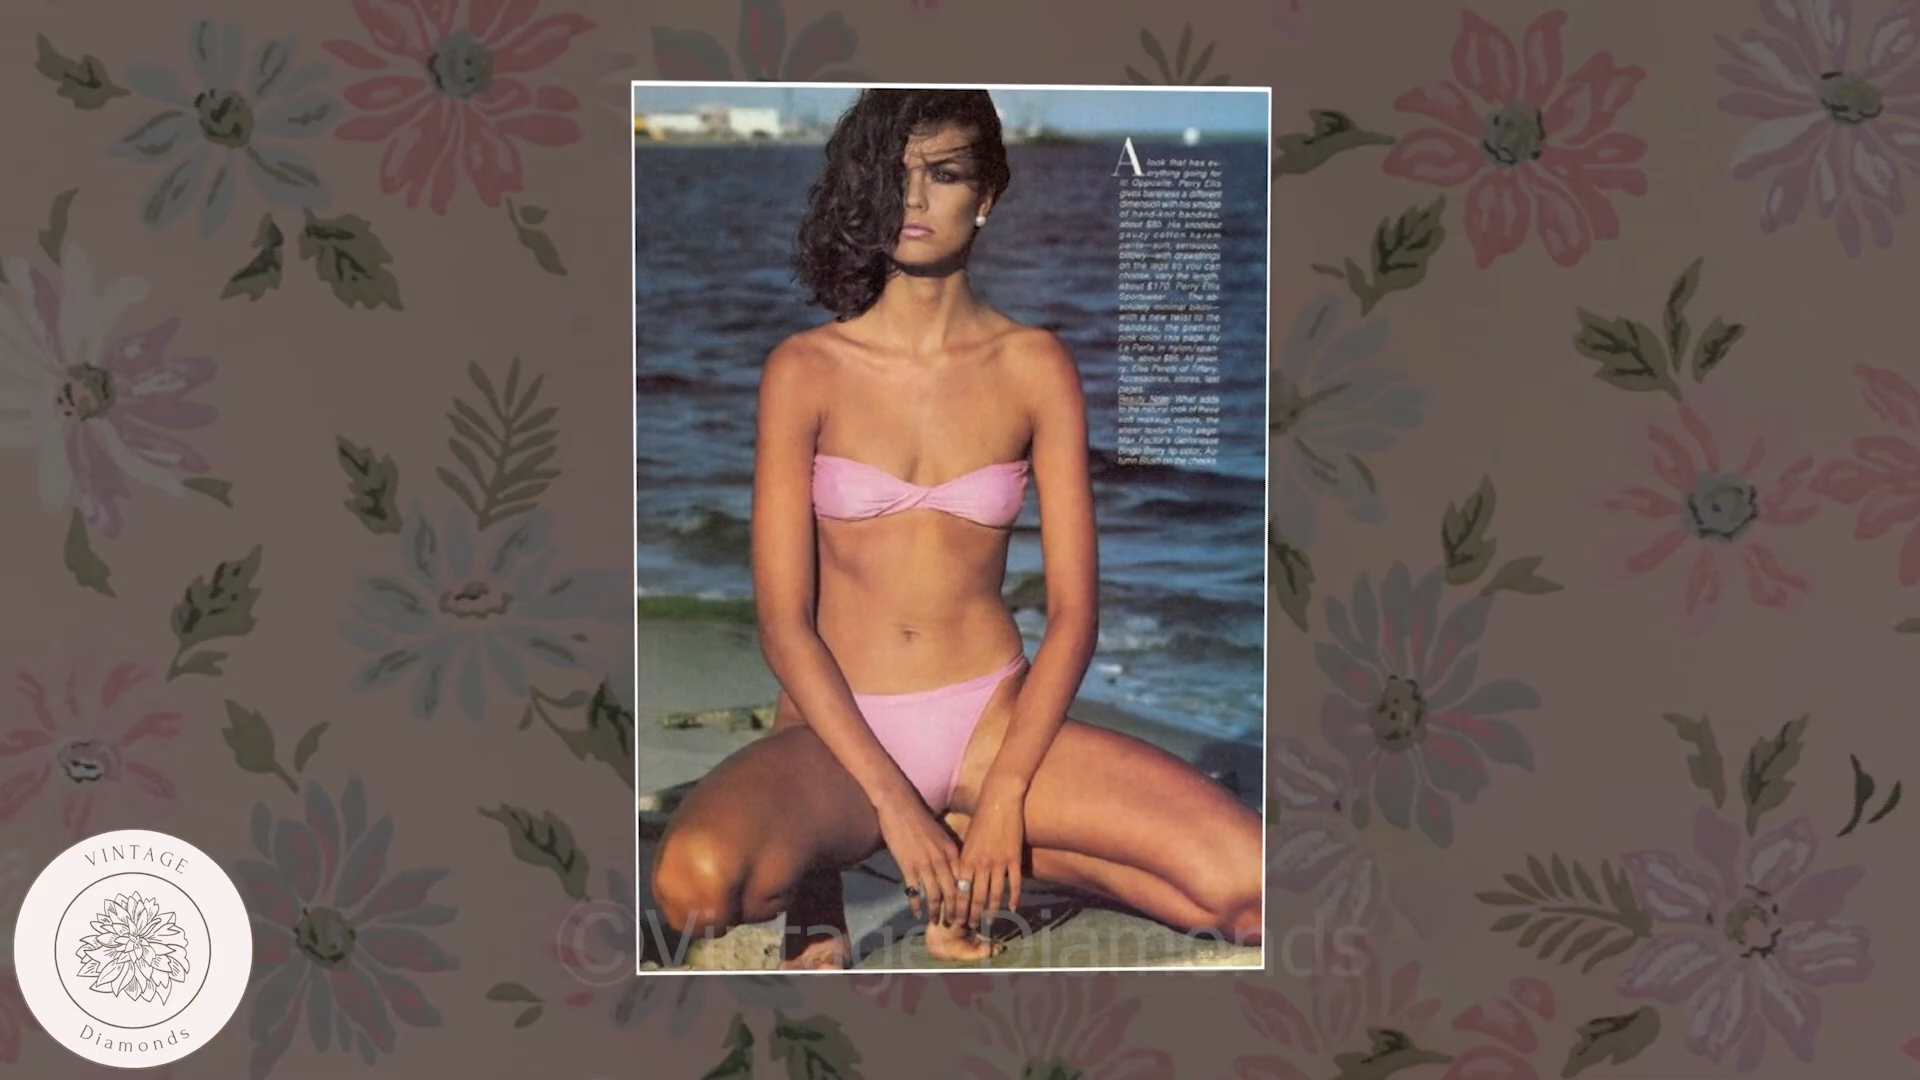 A look that has ev-
erything going for
it! Opposite: Perry Ellis
gives bareness a different
dimension with his smidge
of hand-knit bandeau,
about $80. His knockout
gauzy cotton harem
pants—soft, sensuous,
billowy—with drawstrings
on the legs so you can
choose, vary the length,
about $170. Perry Ellis
Sportswear.... The ab-
solutely minimal bikini—
with a new twist to the
bandeau, the prettiest
pink color, this page. By
La Perla in nylon/span-
dex, about $86. All jewel-
ry, Elsa Peretti of Tiffany.
Accessories, stores, last
pages.
Beauty Note: What adds
to the natural look of these
soft makeup colors, the
sheer texture. This page:
Max Factor's Geminesse
Bingo Berry lip color, Au-
tumn Blush on the cheeks.
©Vintage Diamonds
VINTAGE
Diamonds